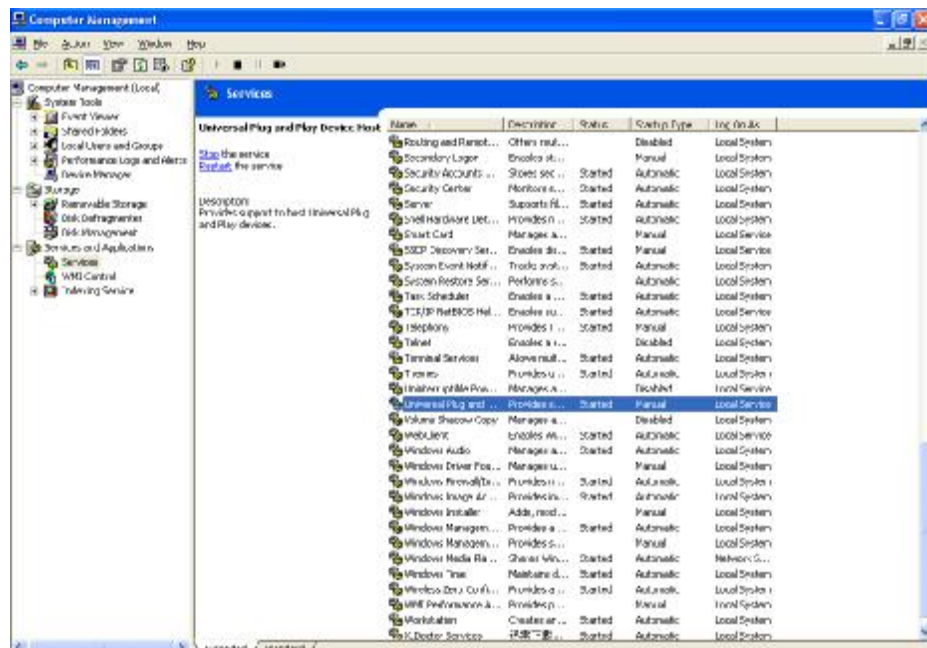 Computer Management
File Action View Window Help
Computer Management (Local)
System Tools
Event Viewer
Shared Folders
Local Users and Groups
Performance Logs and Alerts
Device Manager
Storage
Removable Storage
Disk Defragmenter
Disk Management
Services and Applications
Services
WMI Control
Indexing Service
Services
Universal Plug and Play Device Host
Stop the service
Restart the service
Description:
Provides support to host Universal Plug
and Play devices.
Name Description Status Startup Type Log On As
Routing and Remot... Offers rout... Disabled Local System
Secondary Logon Enables st... Manual Local System
Security Accounts ... Stores sec... Started Automatic Local System
Security Center Monitors s... Started Automatic Local System
Server Supports fil... Started Automatic Local System
Shell Hardware Det... Provides n... Started Automatic Local System
Smart Card Manages a... Manual Local Service
SSDP Discovery Ser... Enables dis... Started Manual Local Service
System Event Notif... Tracks syst... Started Automatic Local System
System Restore Ser... Performs s... Automatic Local System
Task Scheduler Enables a ... Started Automatic Local System
TCP/IP NetBIOS Hel... Enables su... Started Automatic Local Service
Telephony Provides T... Started Manual Local System
Telnet Enables a r... Disabled Local System
Terminal Services Allows mult... Started Automatic Local System
Themes Provides u... Started Automatic Local System
Uninterruptible Pow... Manages a... Disabled Local Service
Universal Plug and ... Provides s... Started Manual Local Service
Volume Shadow Copy Manages a... Disabled Local System
WebClient Enables Wi... Started Automatic Local Service
Windows Audio Manages a... Started Automatic Local System
Windows Driver Fou... Manages u... Manual Local System
Windows Firewall/In... Provides n... Started Automatic Local System
Windows Image Ac... Provides im... Started Automatic Local System
Windows Installer Adds, mod... Manual Local System
Windows Managem... Provides a ... Started Automatic Local System
Windows Managem... Provides s... Manual Local System
Windows Media Pla... Shares Win... Started Automatic Network S...
Windows Time Maintains d... Started Automatic Local System
Wireless Zero Confi... Provides a... Started Automatic Local System
WMI Performance A... Provides p... Manual Local System
Workstation Creates an... Started Automatic Local System
Services Started Automatic Local System
Extended Standard